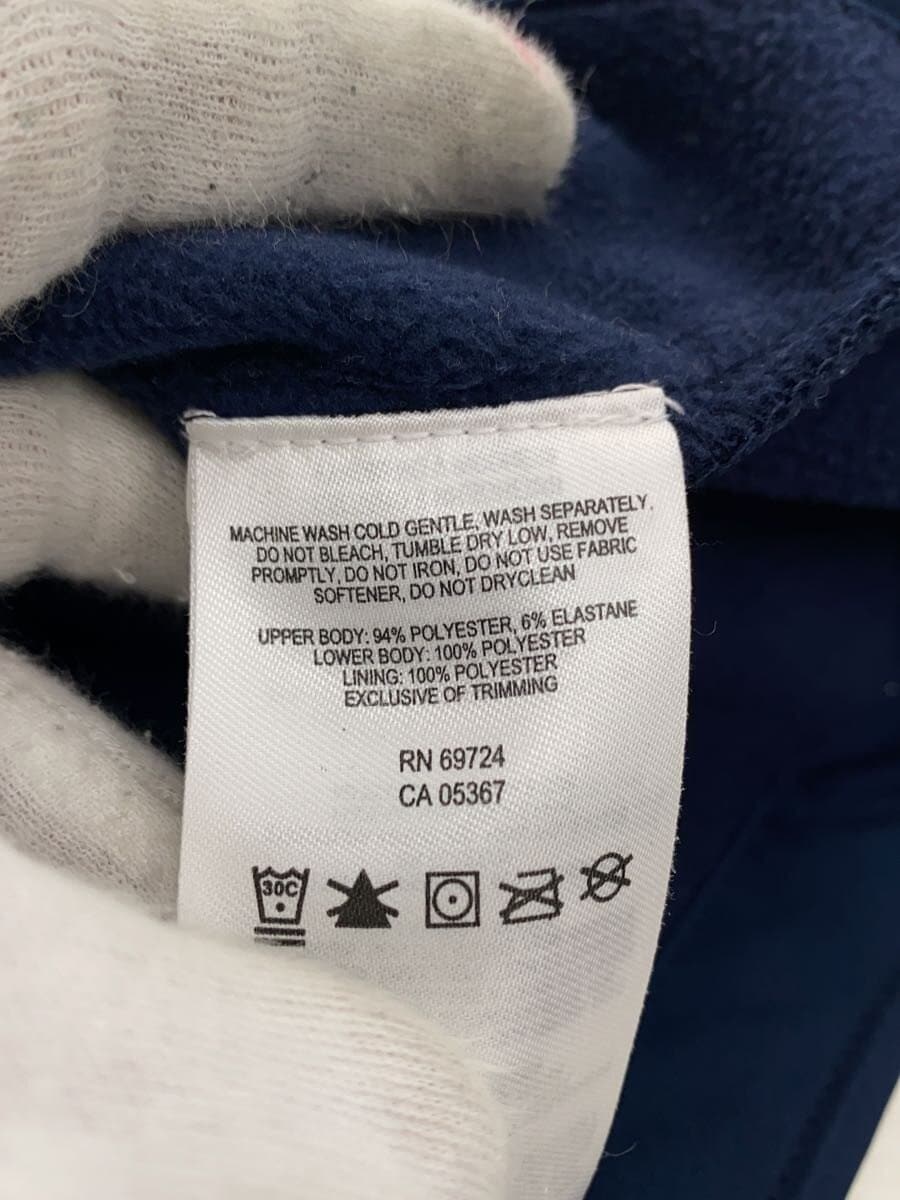 MACHINE WASH COLD GENTLE, WASH SEPARATELY.
DO NOT BLEACH, TUMBLE DRY LOW, REMOVE
PROMPTLY, DO NOT IRON, DO NOT USE FABRIC
SOFTENER, DO NOT DRYCLEAN
UPPER BODY: 94% POLYESTER, 6% ELASTANE
LOWER BODY: 100% POLYESTER
LINING: 100% POLYESTER
EXCLUSIVE OF TRIMMING
RN 69724
CA 05367
30C